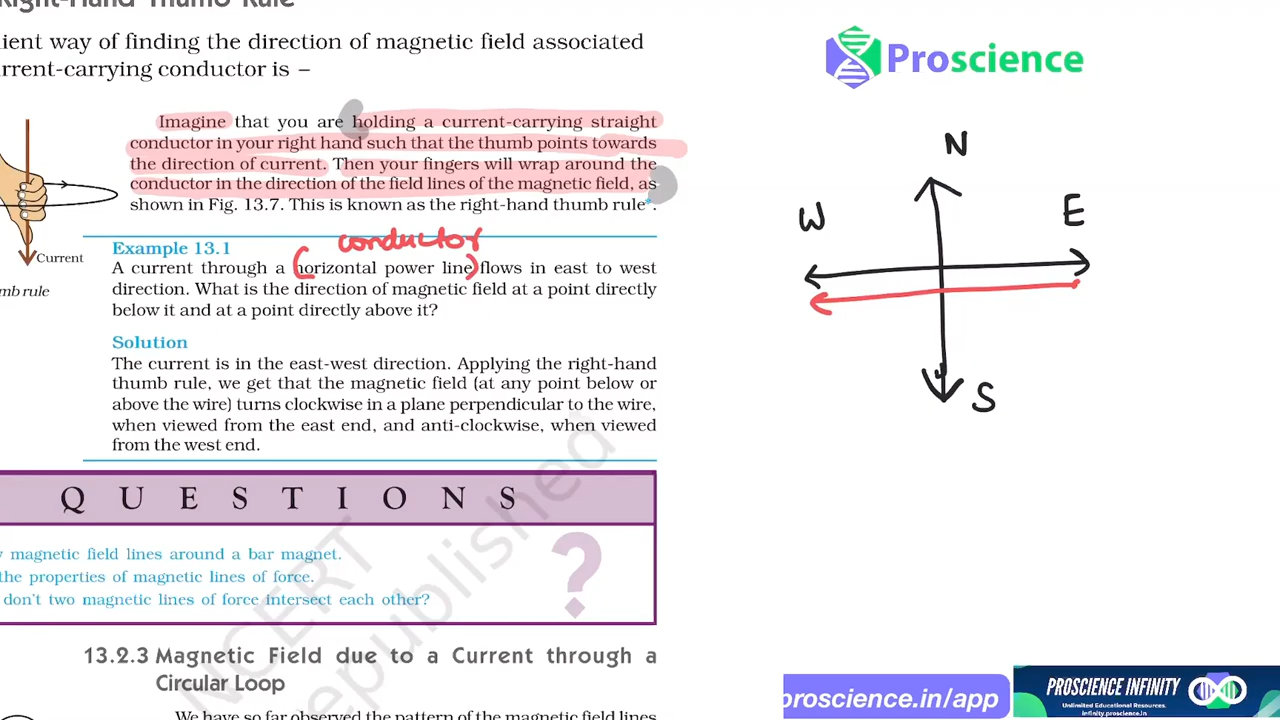 Right-Hand Thumb Rule
ient way of finding the direction of magnetic field associated
rrent-carrying conductor is –
Imagine that you are holding a current-carrying straight
conductor in your right hand such that the thumb points towards
the direction of current. Then your fingers will wrap around the
conductor in the direction of the field lines of the magnetic field, as
shown in Fig. 13.7. This is known as the right-hand thumb rule*.
Current
mb rule
conductor
Example 13.1
A current through a (horizontal power line) flows in east to west
direction. What is the direction of magnetic field at a point directly
below it and at a point directly above it?
Solution
The current is in the east-west direction. Applying the right-hand
thumb rule, we get that the magnetic field (at any point below or
above the wire) turns clockwise in a plane perpendicular to the wire,
when viewed from the east end, and anti-clockwise, when viewed
from the west end.
QUESTIONS
magnetic field lines around a bar magnet.
the properties of magnetic lines of force.
don't two magnetic lines of force intersect each other?
13.2.3 Magnetic Field due to a Current through a
Circular Loop
We have so far observed the pattern of the magnetic field lines
NCERT
republished
Proscience
N
W
E
S
proscience.in/app
PROSCIENCE INFINITY
Unlimited Educational Resources.
infinity.proscience.in